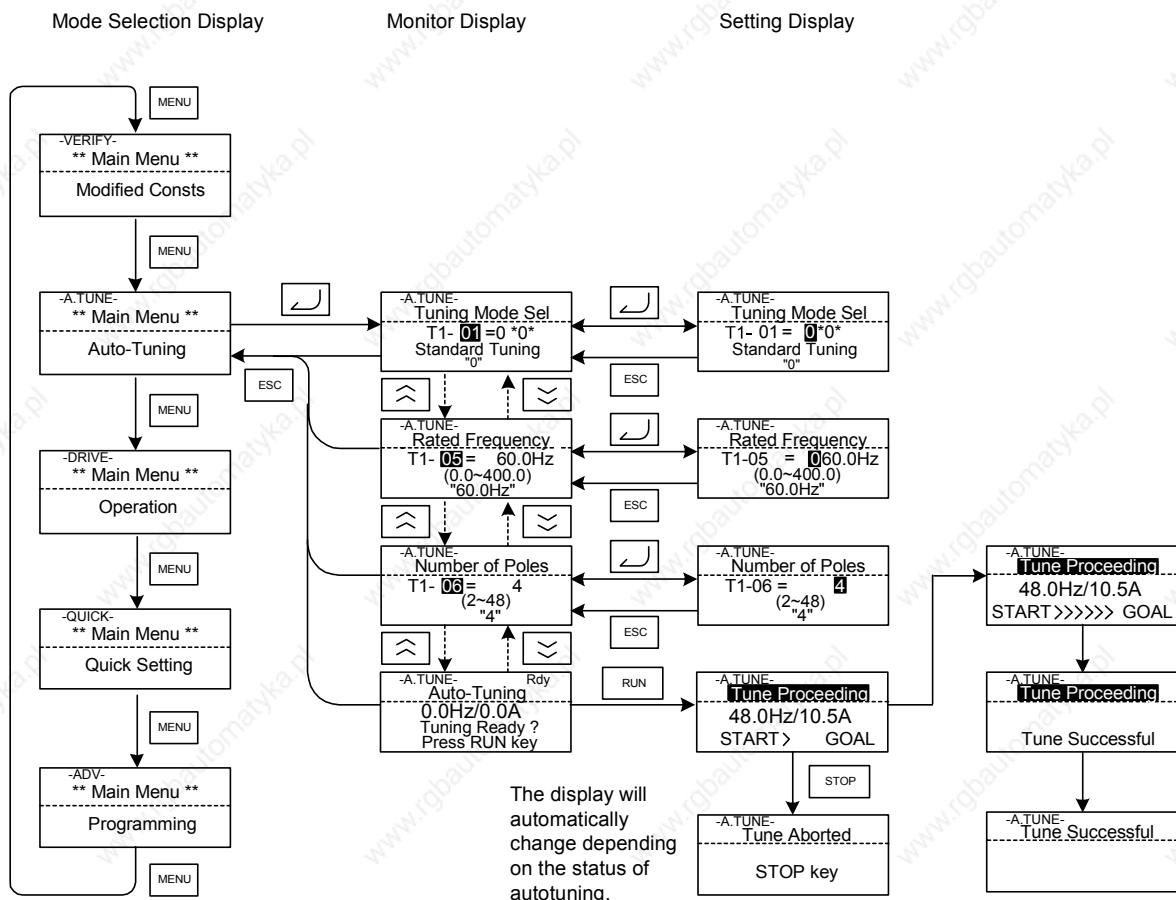 Mode Selection Display
Monitor Display
Setting Display
MENU
-VERIFY-
** Main Menu **
Modified Consts
MENU
-A.TUNE-
** Main Menu **
Auto-Tuning
MENU
-DRIVE-
** Main Menu **
Operation
MENU
-QUICK-
** Main Menu **
Quick Setting
MENU
-ADV-
** Main Menu **
Programming
MENU
ESC
-A.TUNE-
Tuning Mode Sel
T1- 01 =0 *0*
Standard Tuning
"0"
-A.TUNE-
Rated Frequency
T1- 05 = 60.0Hz
(0.0~400.0)
"60.0Hz"
-A.TUNE-
Number of Poles
T1- 06 = 4
(2~48)
"4"
-A.TUNE- Rdy
Auto-Tuning
0.0Hz/0.0A
Tuning Ready ?
Press RUN key
ESC
ESC
ESC
RUN
-A.TUNE-
Tuning Mode Sel
T1- 01 = 0*0*
Standard Tuning
"0"
-A.TUNE-
Rated Frequency
T1-05 = 060.0Hz
(0.0~400.0)
"60.0Hz"
-A.TUNE-
Number of Poles
T1-06 = 4
(2~48)
"4"
-A.TUNE-
Tune Proceeding
48.0Hz/10.5A
START> GOAL
STOP
-A.TUNE-
Tune Aborted
STOP key
The display will
automatically
change depending
on the status of
autotuning.
-A.TUNE-
Tune Proceeding
48.0Hz/10.5A
START >>>>>> GOAL
-A.TUNE-
Tune Proceeding
Tune Successful
-A.TUNE-
Tune Successful
www.rgbautomatyka.pl